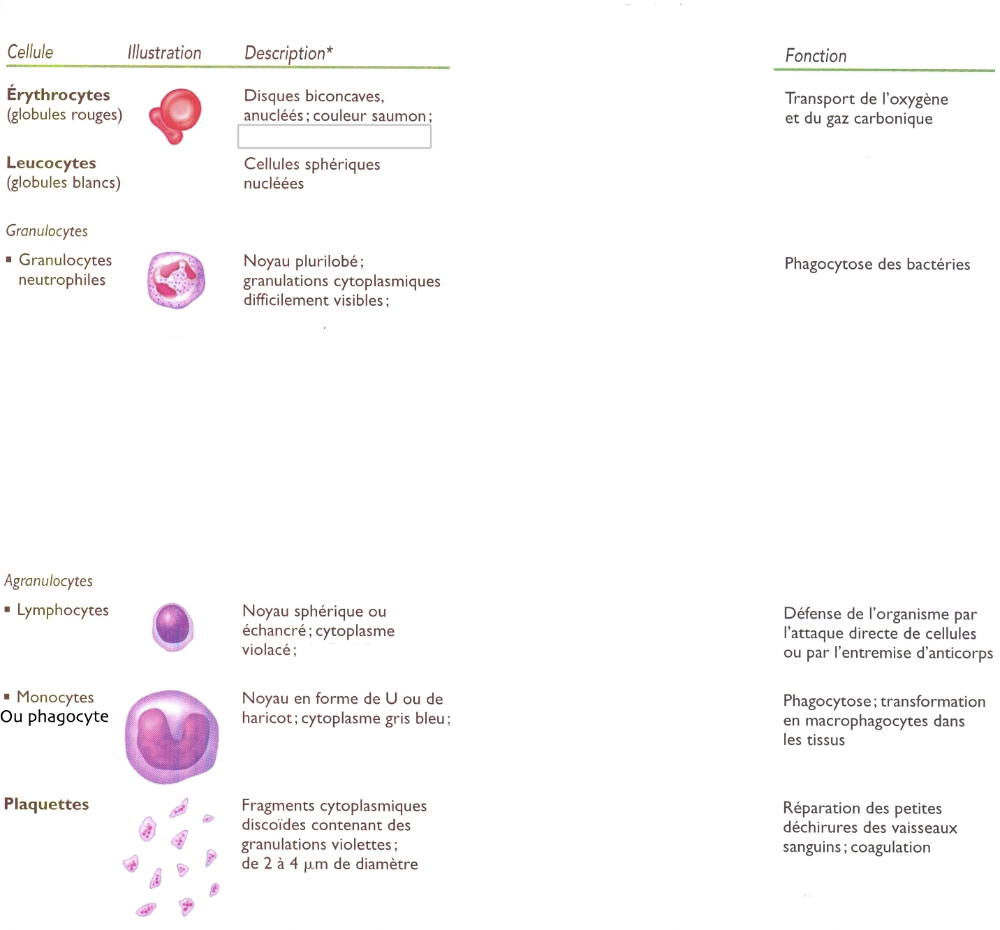 Cellule Illustration Description* Fonction
Érythrocytes
(globules rouges)
Disques biconcaves,
anucléés ; couleur saumon ;
Transport de l'oxygène
et du gaz carbonique
Leucocytes
(globules blancs)
Cellules sphériques
nucléées
Granulocytes
▪ Granulocytes
neutrophiles
Noyau plurilobé ;
granulations cytoplasmiques
difficilement visibles ;
Phagocytose des bactéries
Agranulocytes
▪ Lymphocytes
Noyau sphérique ou
échancré ; cytoplasme
violacé ;
Défense de l'organisme par
l'attaque directe de cellules
ou par l'entremise d'anticorps
▪ Monocytes
Ou phagocyte
Noyau en forme de U ou de
haricot ; cytoplasme gris bleu ;
Phagocytose ; transformation
en macrophagocytes dans
les tissus
Plaquettes
Fragments cytoplasmiques
discoïdes contenant des
granulations violettes ;
de 2 à 4 µm de diamètre
Réparation des petites
déchirures des vaisseaux
sanguins ; coagulation